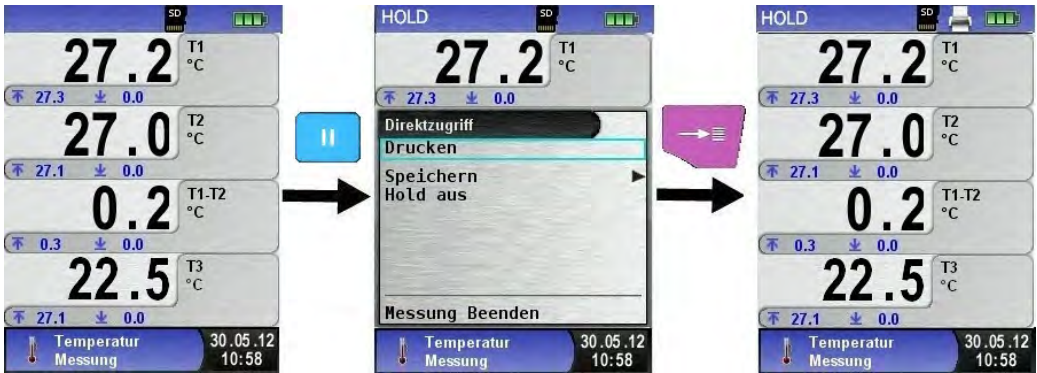 SD
27.2 T1 °C
27.3 0.0
27.0 T2 °C
27.1 0.0
0.2 T1-T2 °C
0.3 0.0
22.5 T3 °C
27.1 0.0
Temperatur 30.05.12
Messung 10:58
HOLD SD
27.2 T1 °C
27.3 0.0
Direktzugriff
Drucken
Speichern
Hold aus
Messung Beenden
Temperatur 30.05.12
Messung 10:58
HOLD SD
27.2 T1 °C
27.3 0.0
27.0 T2 °C
27.1 0.0
0.2 T1-T2 °C
0.3 0.0
22.5 T3 °C
27.1 0.0
Temperatur 30.05.12
Messung 10:58